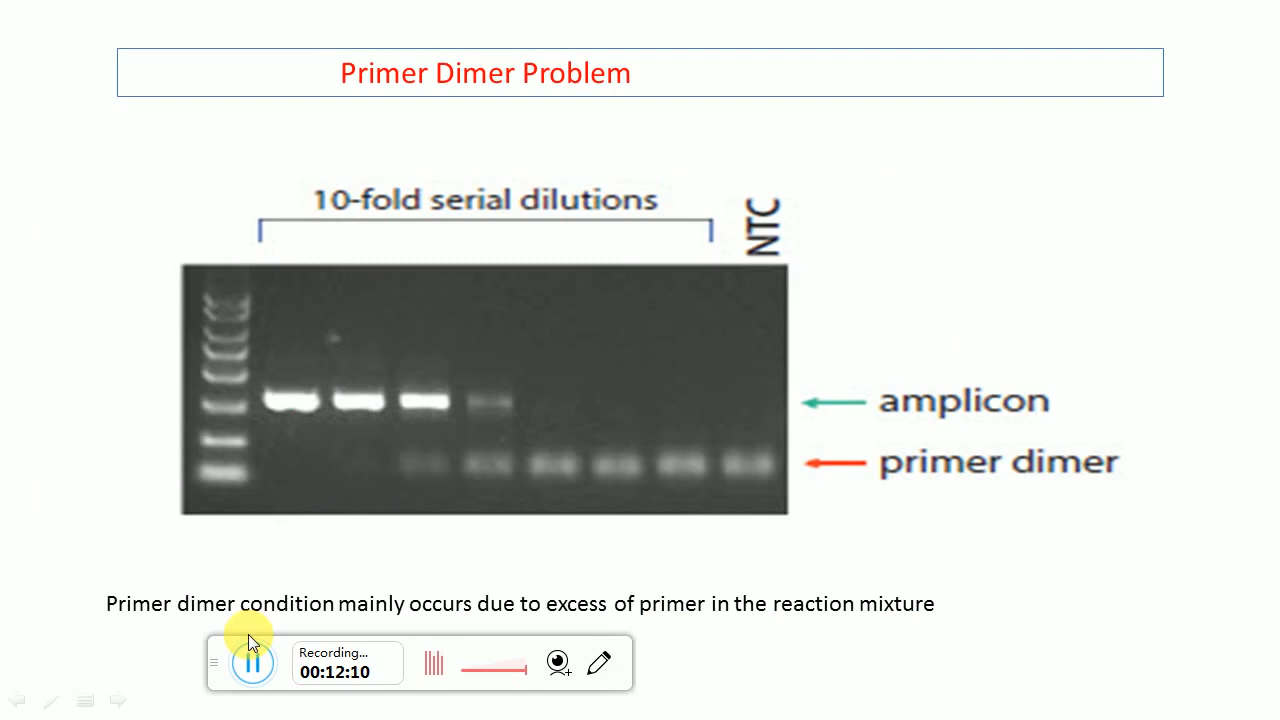 Primer Dimer Problem
10-fold serial dilutions
NTC
amplicon
primer dimer
Primer dimer condition mainly occurs due to excess of primer in the reaction mixture
Recording...
00:12:10